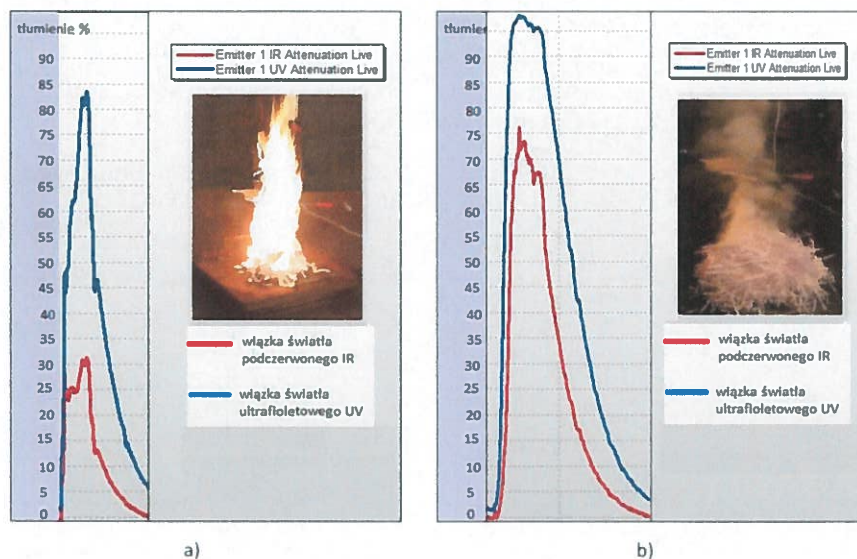 tłumienie %
90
85
80
75
70
65
60
55
50
45
40
35
30
25
20
15
10
5
0
Emitter 1 IR Attenuation Live
Emitter 1 UV Attenuation Live
wiązka światła
podczerwonego IR
wiązka światła
ultrafioletowego UV
a)
tłumier
90
85
80
75
70
65
60
55
50
45
40
35
30
25
20
15
10
5
0
Emitter 1 IR Attenuation Live
Emitter 1 UV Attenuation Live
wiązka światła
podczerwonego IR
wiązka światła
ultrafioletowego UV
b)